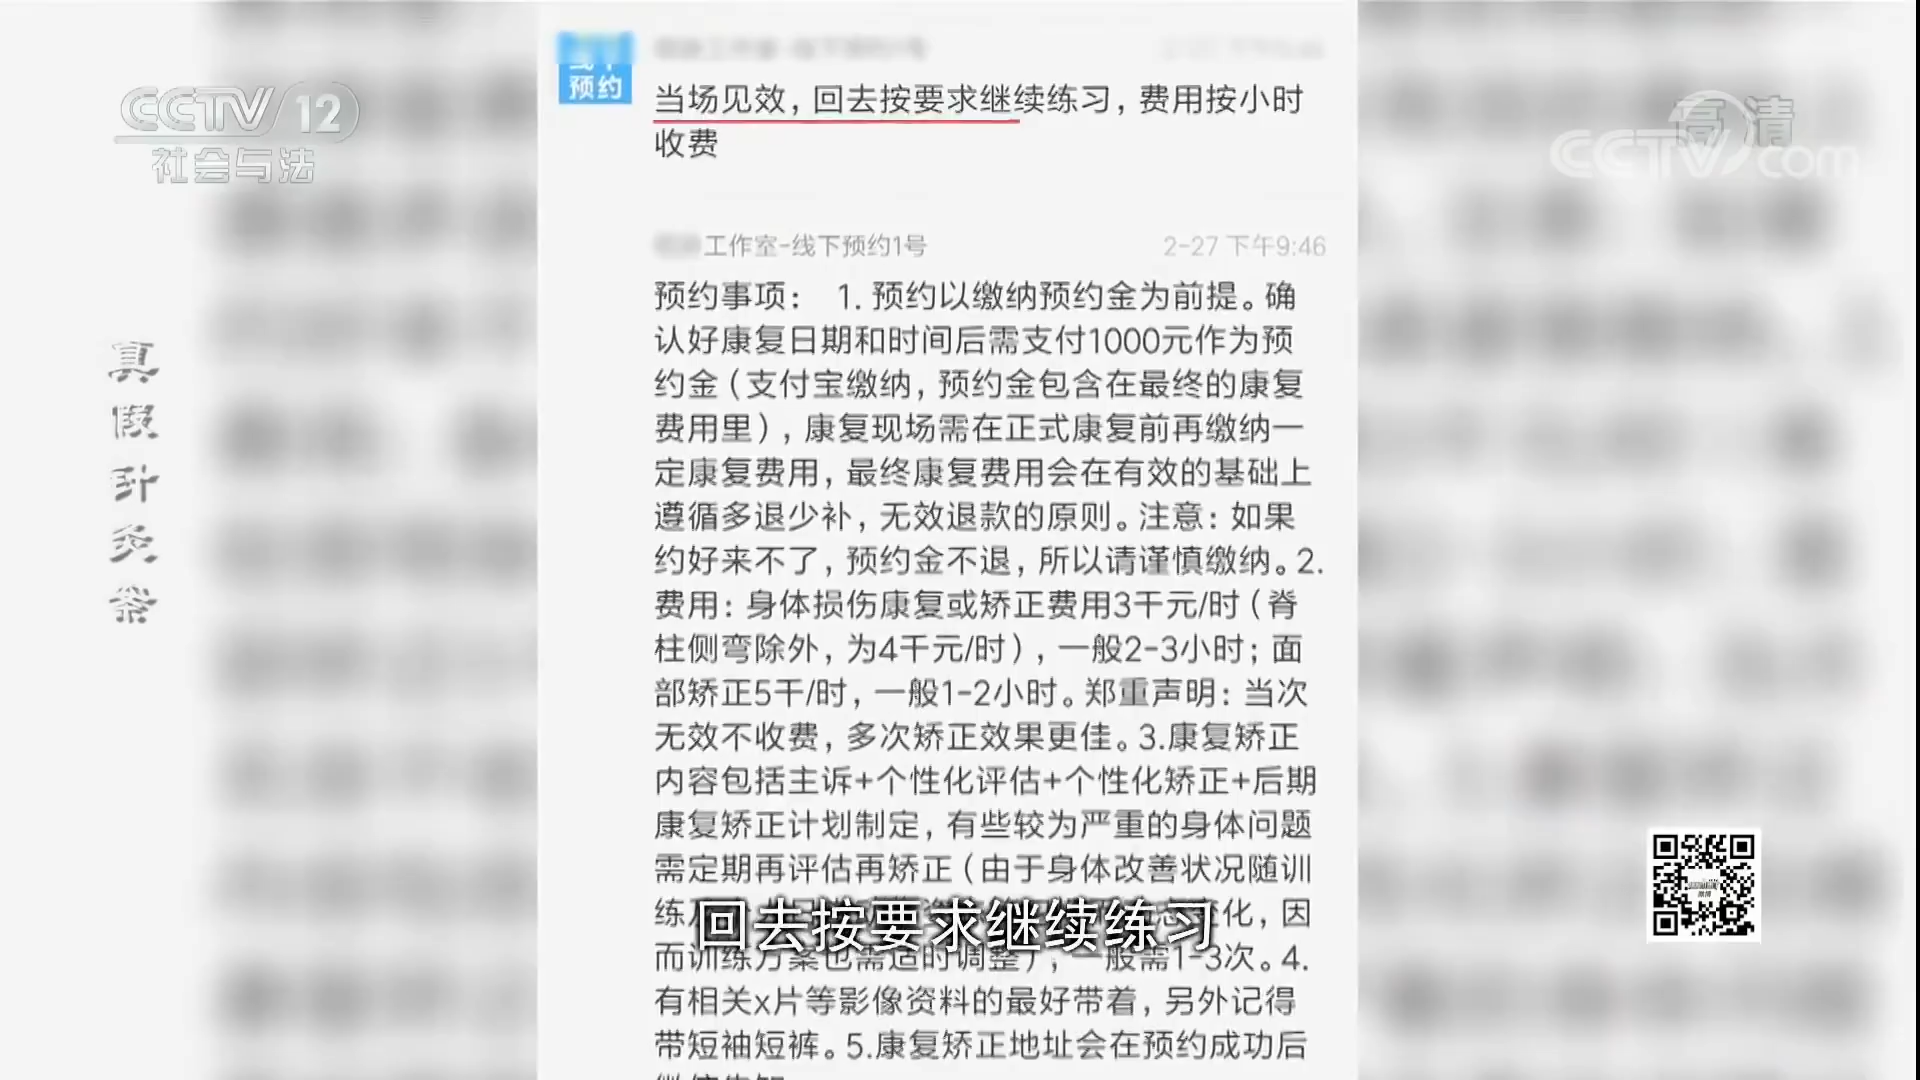 CCTV 12
社会与法
高清
CCTV.com
真假针灸案
预约
当场见效，回去按要求继续练习，费用按小时
收费
工作室-线下预约1号
2-27 下午9:46
预约事项： 1. 预约以缴纳预约金为前提。确
认好康复日期和时间后需支付1000元作为预
约金（支付宝缴纳，预约金包含在最终的康复
费用里），康复现场需在正式康复前再缴纳一
定康复费用，最终康复费用会在有效的基础上
遵循多退少补，无效退款的原则。注意：如果
约好来不了，预约金不退，所以请谨慎缴纳。2.
费用：身体损伤康复或矫正费用3千元/时（脊
柱侧弯除外，为4千元/时），一般2-3小时；面
部矫正5千/时，一般1-2小时。郑重声明：当次
无效不收费，多次矫正效果更佳。3.康复矫正
内容包括主诉+个性化评估+个性化矫正+后期
康复矫正计划制定，有些较为严重的身体问题
需定期再评估再矫正（由于身体改善状况随训
练 变化，因
而训练方案也需适时调整），一般需1-3次。4.
有相关x片等影像资料的最好带着，另外记得
带短袖短裤。5.康复矫正地址会在预约成功后
回去按要求继续练习